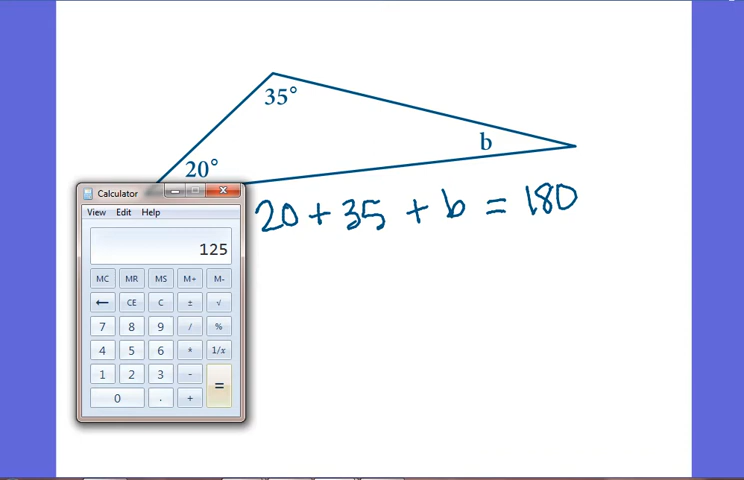 35°
b
20°
20 + 35 + b = 180
Calculator
View Edit Help
125
MC MR MS M+ M-
← CE C ± √
7 8 9 / %
4 5 6 * 1/x
1 2 3 - =
0 . +